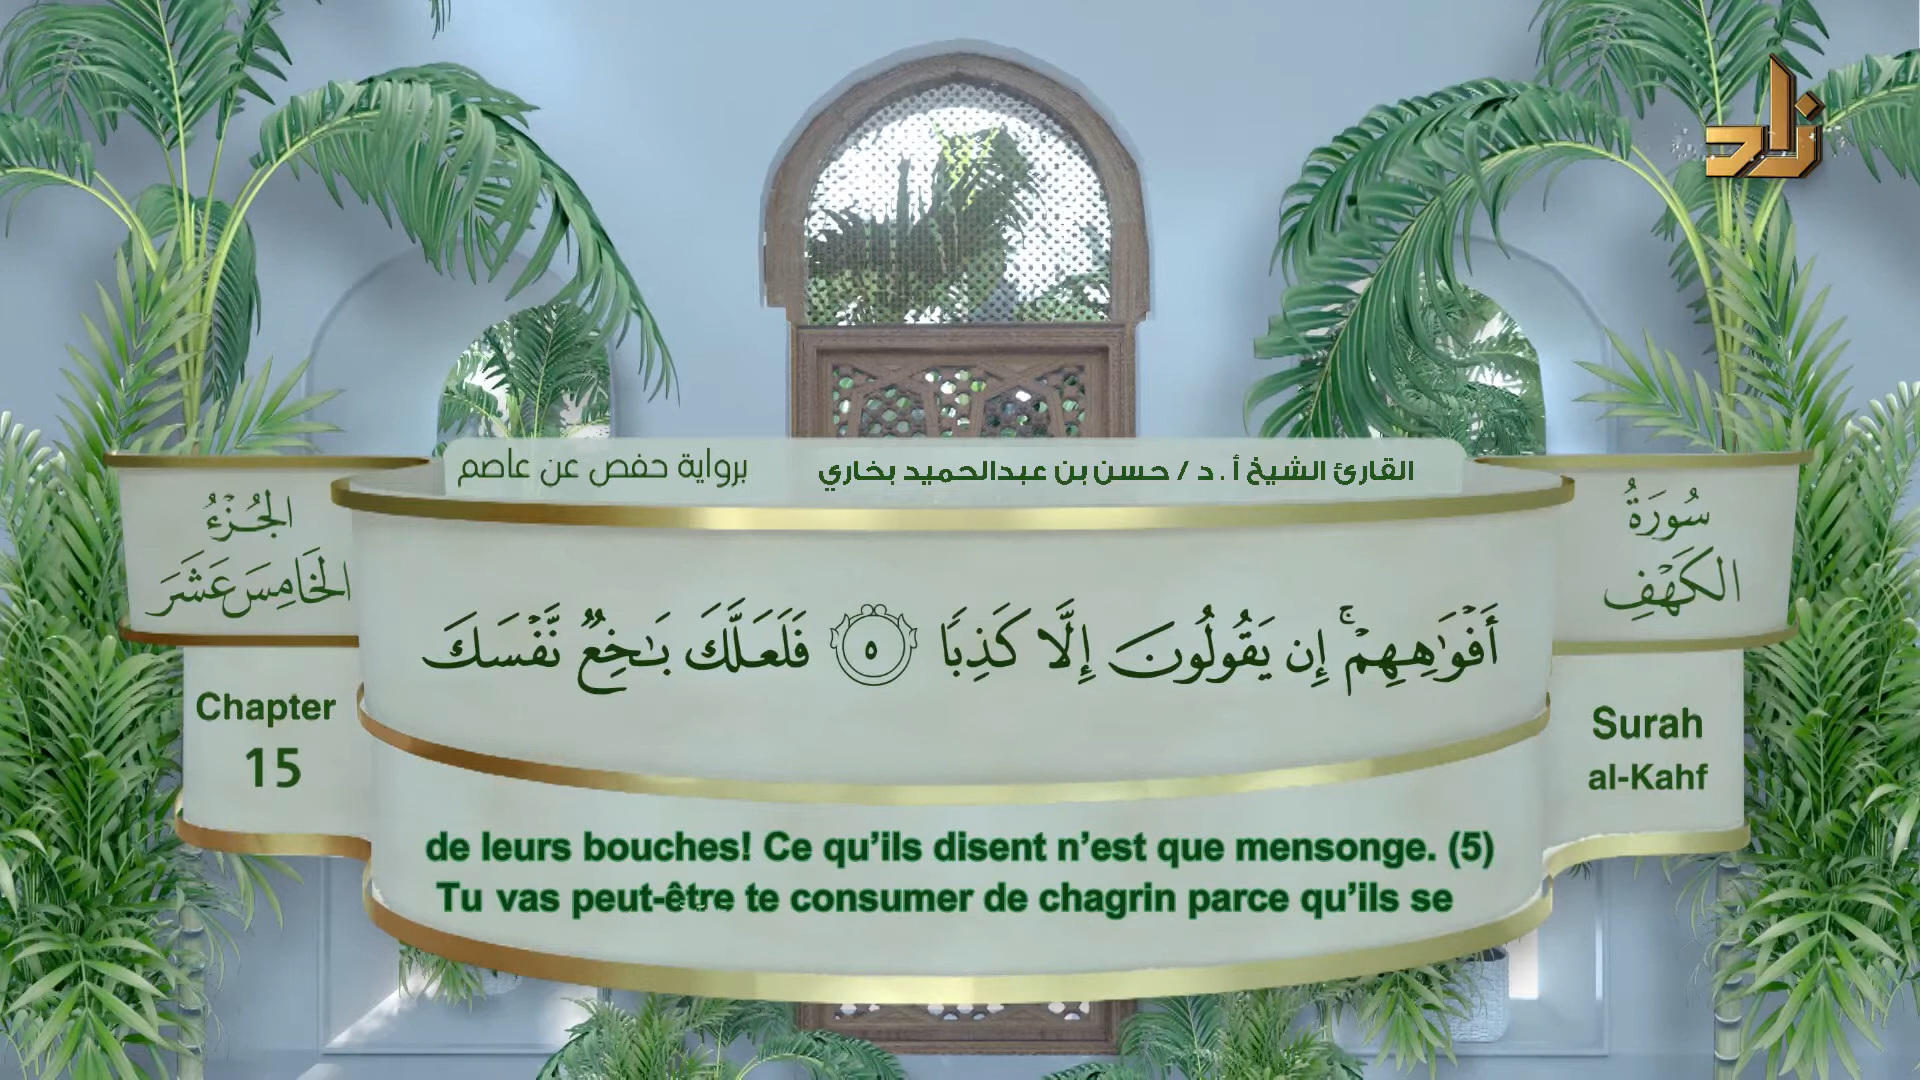 زاد
القارئ الشيخ أ . د / حسن بن عبدالحميد بخاري
برواية حفص عن عاصم
سُورَةُ
الكَهْفِ
الجُزْءُ
الخَامِسَ عَشَرَ
أَفْوَٰهِهِمْۚ إِن يَقُولُونَ إِلَّا كَذِبٗا ٥ فَلَعَلَّكَ بَٰخِعٞ نَّفْسَكَ
Surah
al-Kahf
Chapter
15
de leurs bouches! Ce qu’ils disent n’est que mensonge. (5)
Tu vas peut-être te consumer de chagrin parce qu’ils se